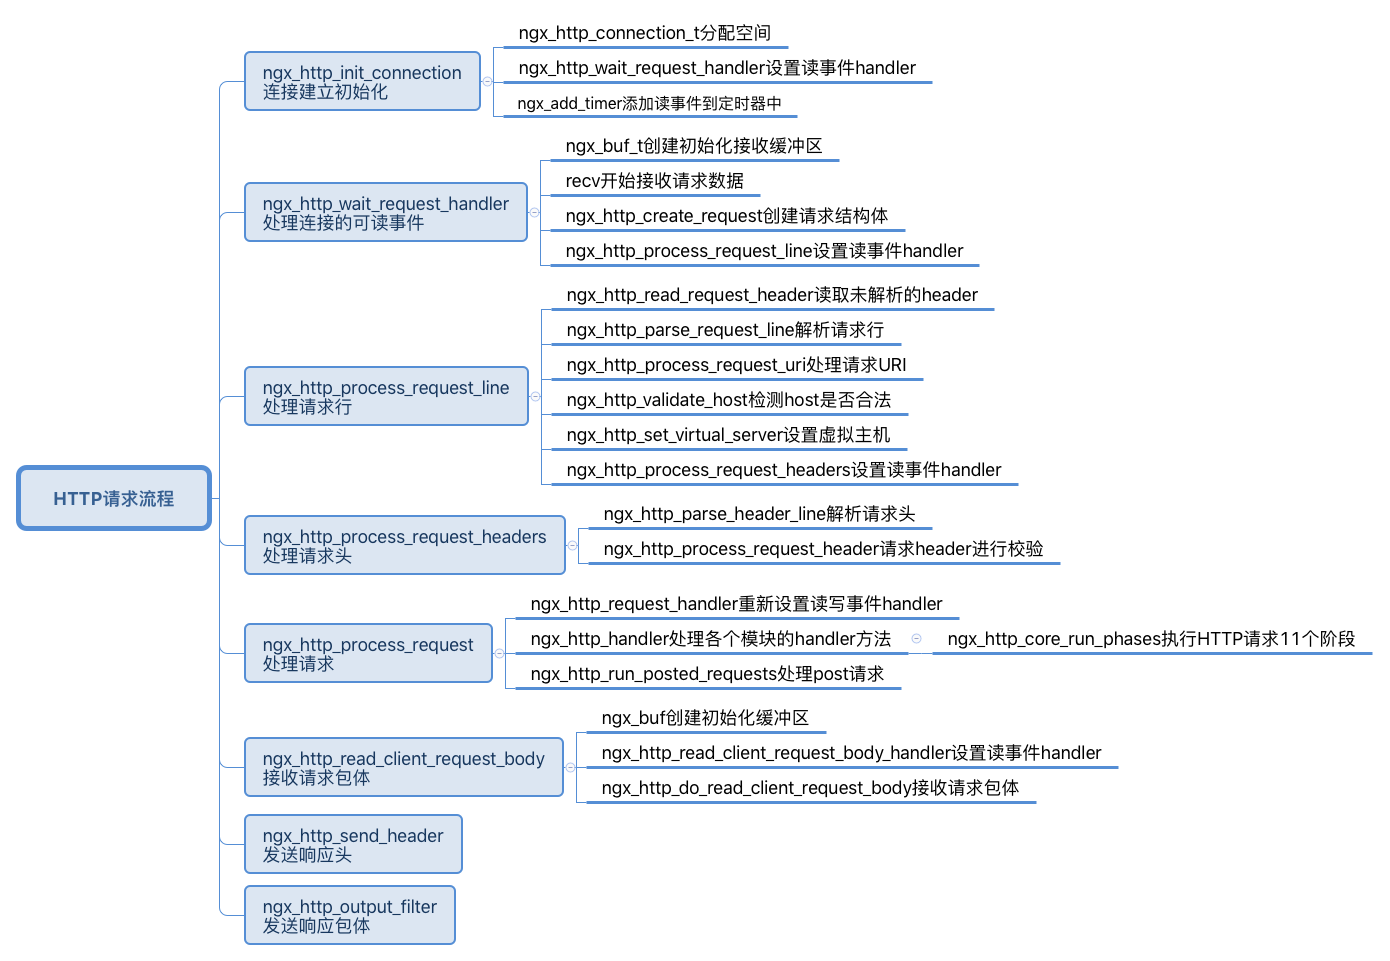 HTTP请求流程
ngx_http_init_connection
连接建立初始化
ngx_http_connection_t分配空间
ngx_http_wait_request_handler设置读事件handler
ngx_add_timer添加读事件到定时器中
ngx_http_wait_request_handler
处理连接的可读事件
ngx_buf_t创建初始化接收缓冲区
recv开始接收请求数据
ngx_http_create_request创建请求结构体
ngx_http_process_request_line设置读事件handler
ngx_http_process_request_line
处理请求行
ngx_http_read_request_header读取未解析的header
ngx_http_parse_request_line解析请求行
ngx_http_process_request_uri处理请求URI
ngx_http_validate_host检测host是否合法
ngx_http_set_virtual_server设置虚拟主机
ngx_http_process_request_headers设置读事件handler
ngx_http_process_request_headers
处理请求头
ngx_http_parse_header_line解析请求头
ngx_http_process_request_header请求header进行校验
ngx_http_process_request
处理请求
ngx_http_request_handler重新设置读写事件handler
ngx_http_handler处理各个模块的handler方法
ngx_http_core_run_phases执行HTTP请求11个阶段
ngx_http_run_posted_requests处理post请求
ngx_http_read_client_request_body
接收请求包体
ngx_buf创建初始化缓冲区
ngx_http_read_client_request_body_handler设置读事件handler
ngx_http_do_read_client_request_body接收请求包体
ngx_http_send_header
发送响应头
ngx_http_output_filter
发送响应包体